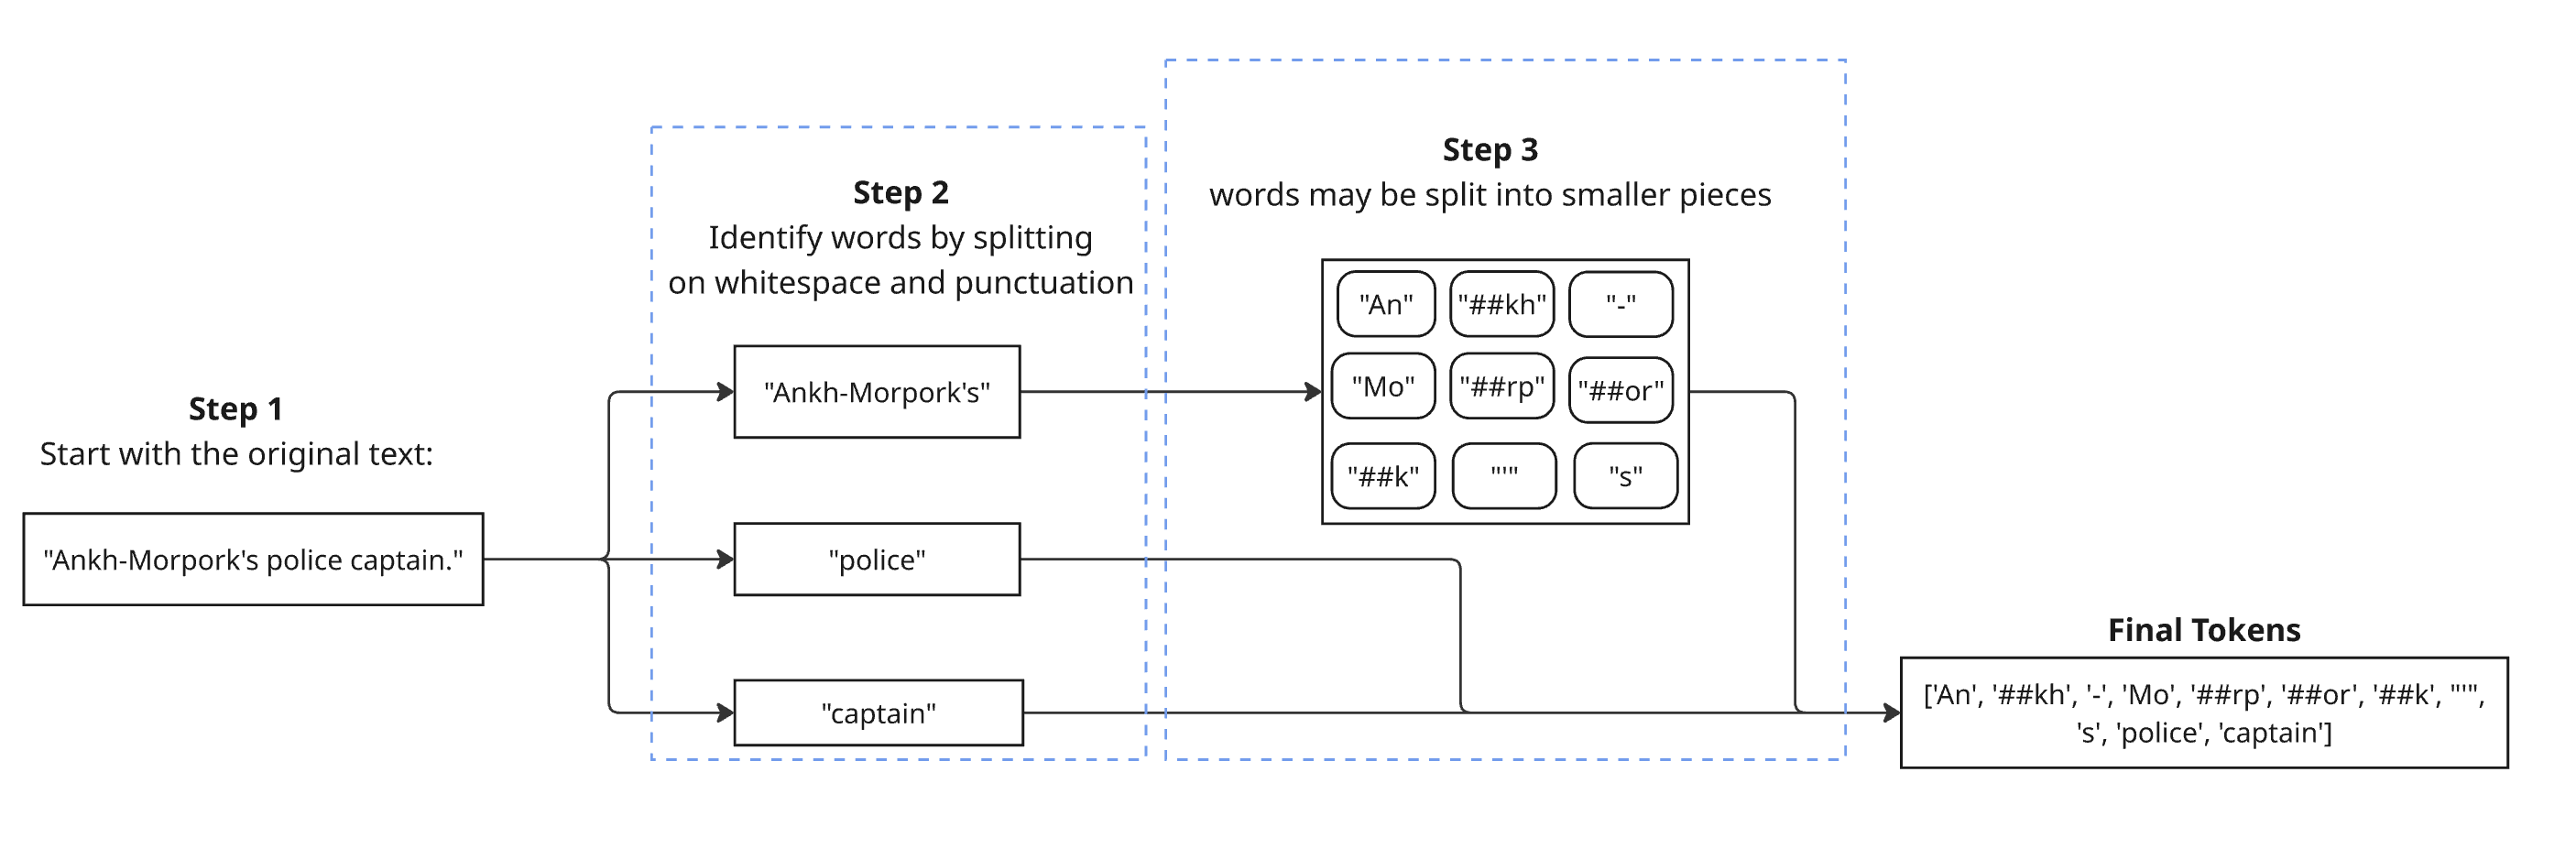 Step 1
Start with the original text:
"Ankh-Morpork's police captain."
Step 2
Identify words by splitting
on whitespace and punctuation
"Ankh-Morpork's"
"police"
"captain"
Step 3
words may be split into smaller pieces
"An" "##kh" "-"
"Mo" "##rp" "##or"
"##k" "'" "s"
Final Tokens
['An', '##kh', '-', 'Mo', '##rp', '##or', '##k', "'",
's', 'police', 'captain']